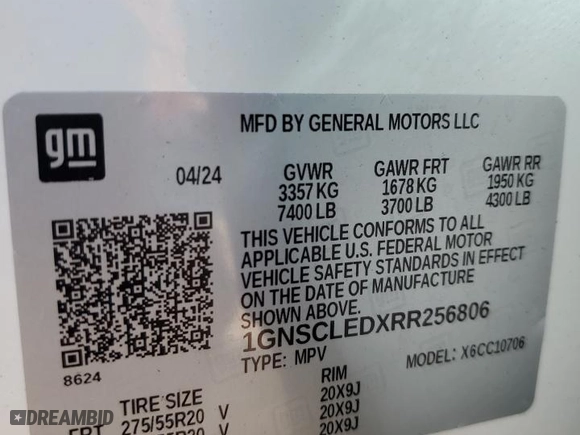 gm
MFD BY GENERAL MOTORS LLC
04/24 GVWR GAWR FRT GAWR RR
3357 KG 1678 KG 1950 KG
7400 LB 3700 LB 4300 LB
THIS VEHICLE CONFORMS TO ALL
APPLICABLE U.S. FEDERAL MOTOR
VEHICLE SAFETY STANDARDS IN EFFECT
ON THE DATE OF MANUFACTURE
1GNSCLEDXRR256806
TYPE: MPV MODEL: X6CC10706
8624
TIRE SIZE RIM
275/55R20 V 20X9J
FRT 20X9J
20X9J
DREAMBID